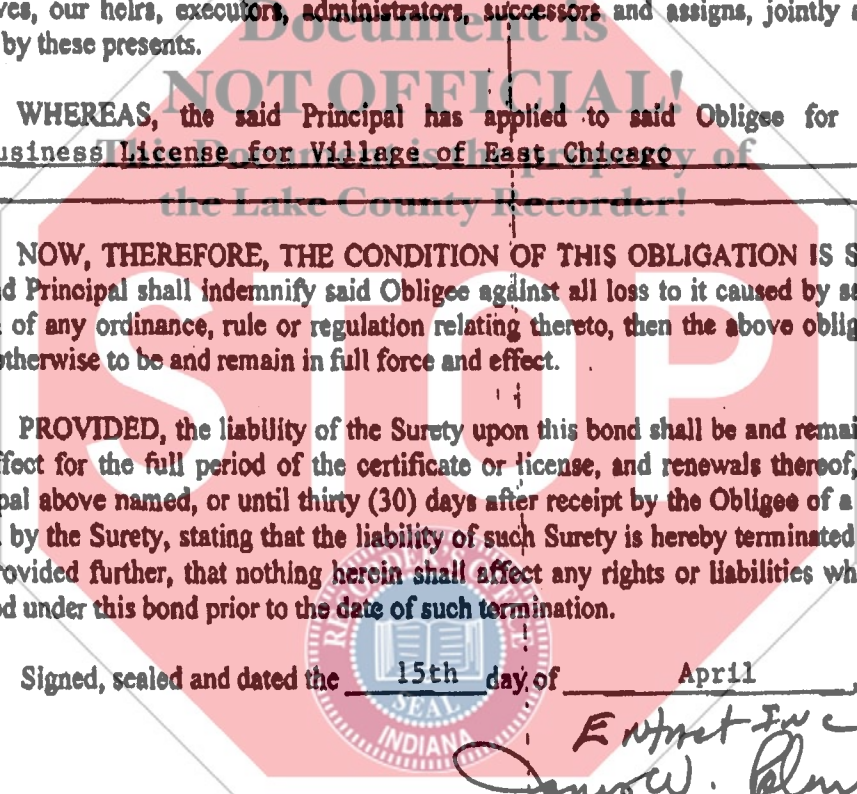 ves, our heirs, executors, administrators, successors and assigns, jointly a
Document is
by these presents.
NOT OFFICIAL!
WHEREAS, the said Principal has applied to said Obligee for
usiness License for Village of East Chicago
This Document is the property of
the Lake County Recorder!
NOW, THEREFORE, THE CONDITION OF THIS OBLIGATION IS S
d Principal shall indemnify said Obligee against all loss to it caused by sa
of any ordinance, rule or regulation relating thereto, then the above oblig
otherwise to be and remain in full force and effect.
STOP
PROVIDED, the liability of the Surety upon this bond shall be and remai
ffect for the full period of the certificate or license, and renewals thereof,
pal above named, or until thirty (30) days after receipt by the Obligee of a
by the Surety, stating that the liability of such Surety is hereby terminated
rovided further, that nothing herein shall affect any rights or liabilities wh
d under this bond prior to the date of such termination.
RECORDER'S OFFICE
Signed, sealed and dated the 15th day of April
SEAL
INDIANA
Inc
W.